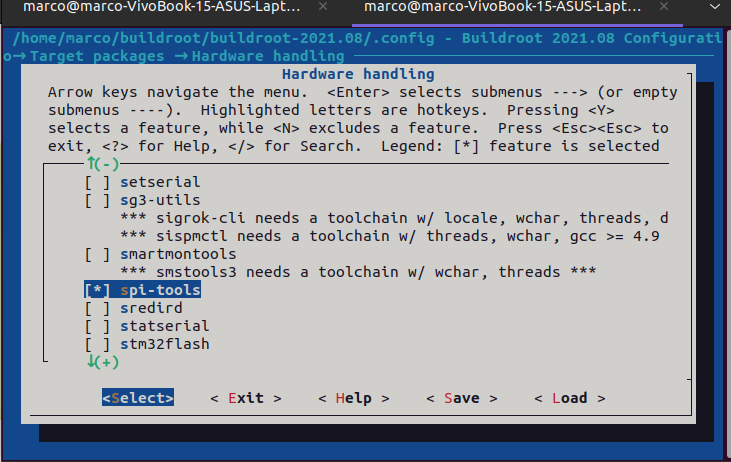 marco@marco-VivoBook-15-ASUS-Lapt... × marco@marco-VivoBook-15-ASUS-Lapt... ×
/home/marco/buildroot/buildroot-2021.08/.config - Buildroot 2021.08 Configurati
o→ Target packages → Hardware handling
Hardware handling
Arrow keys navigate the menu.  <Enter> selects submenus ---> (or empty
submenus ----).  Highlighted letters are hotkeys.  Pressing <Y>
selects a feature, while <N> excludes a feature.  Press <Esc><Esc> to
exit, <?> for Help, </> for Search.  Legend: [*] feature is selected
↑(-)
[ ] setserial
[ ] sg3-utils
*** sigrok-cli needs a toolchain w/ locale, wchar, threads, d
*** sispmctl needs a toolchain w/ threads, wchar, gcc >= 4.9
[ ] smartmontools
*** smstools3 needs a toolchain w/ wchar, threads ***
[*] spi-tools
[ ] sredird
[ ] statserial
[ ] stm32flash
↓(+)
<Select>    < Exit >    < Help >    < Save >    < Load >